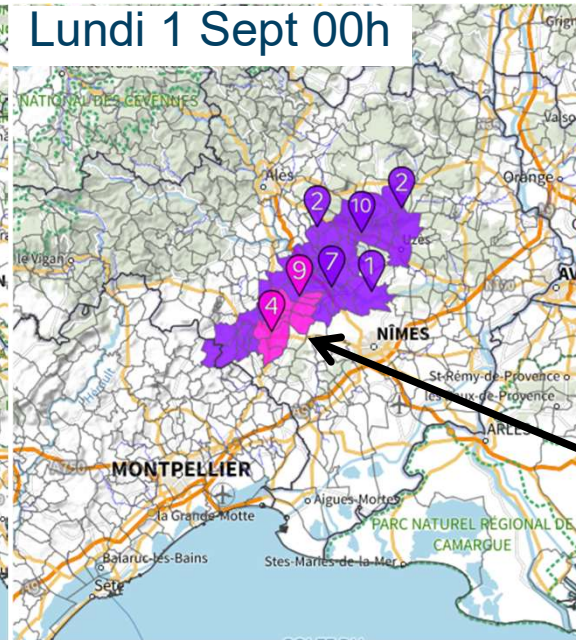 Lundi 1 Sept 00h
NATIONAL DES CÉVENNES
Alès
Orange
2
2
10
Uzès
le Vigan
9
7
1
4
NÎMES
St-Rémy-de-Provence
les Baux-de-Provence
Hérault
ARLES
MONTPELLIER
Aigues-Mortes
la Grande-Motte
PARC NATUREL RÉGIONAL DE
CAMARGUE
Balaruc-lès-Bains
Stes-Maries-de-la-Mer
Sète